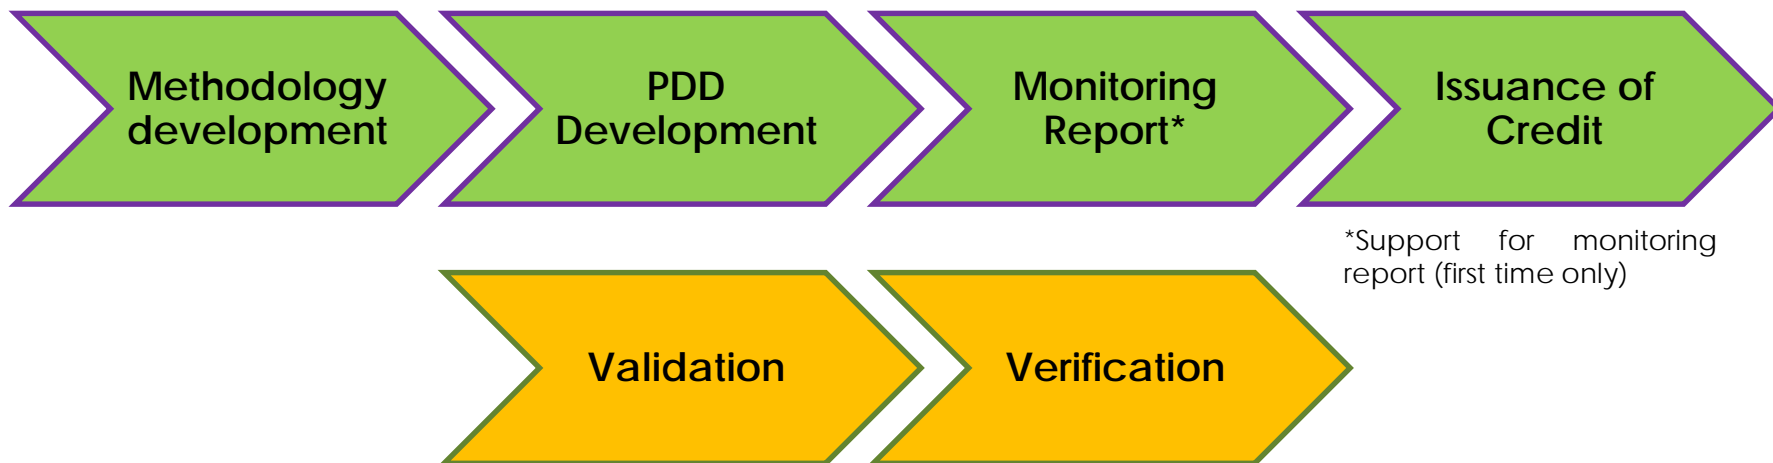 Methodology
development
PDD
Development
Monitoring
Report*
Issuance of
Credit
*Support for monitoring
report (first time only)
Validation
Verification